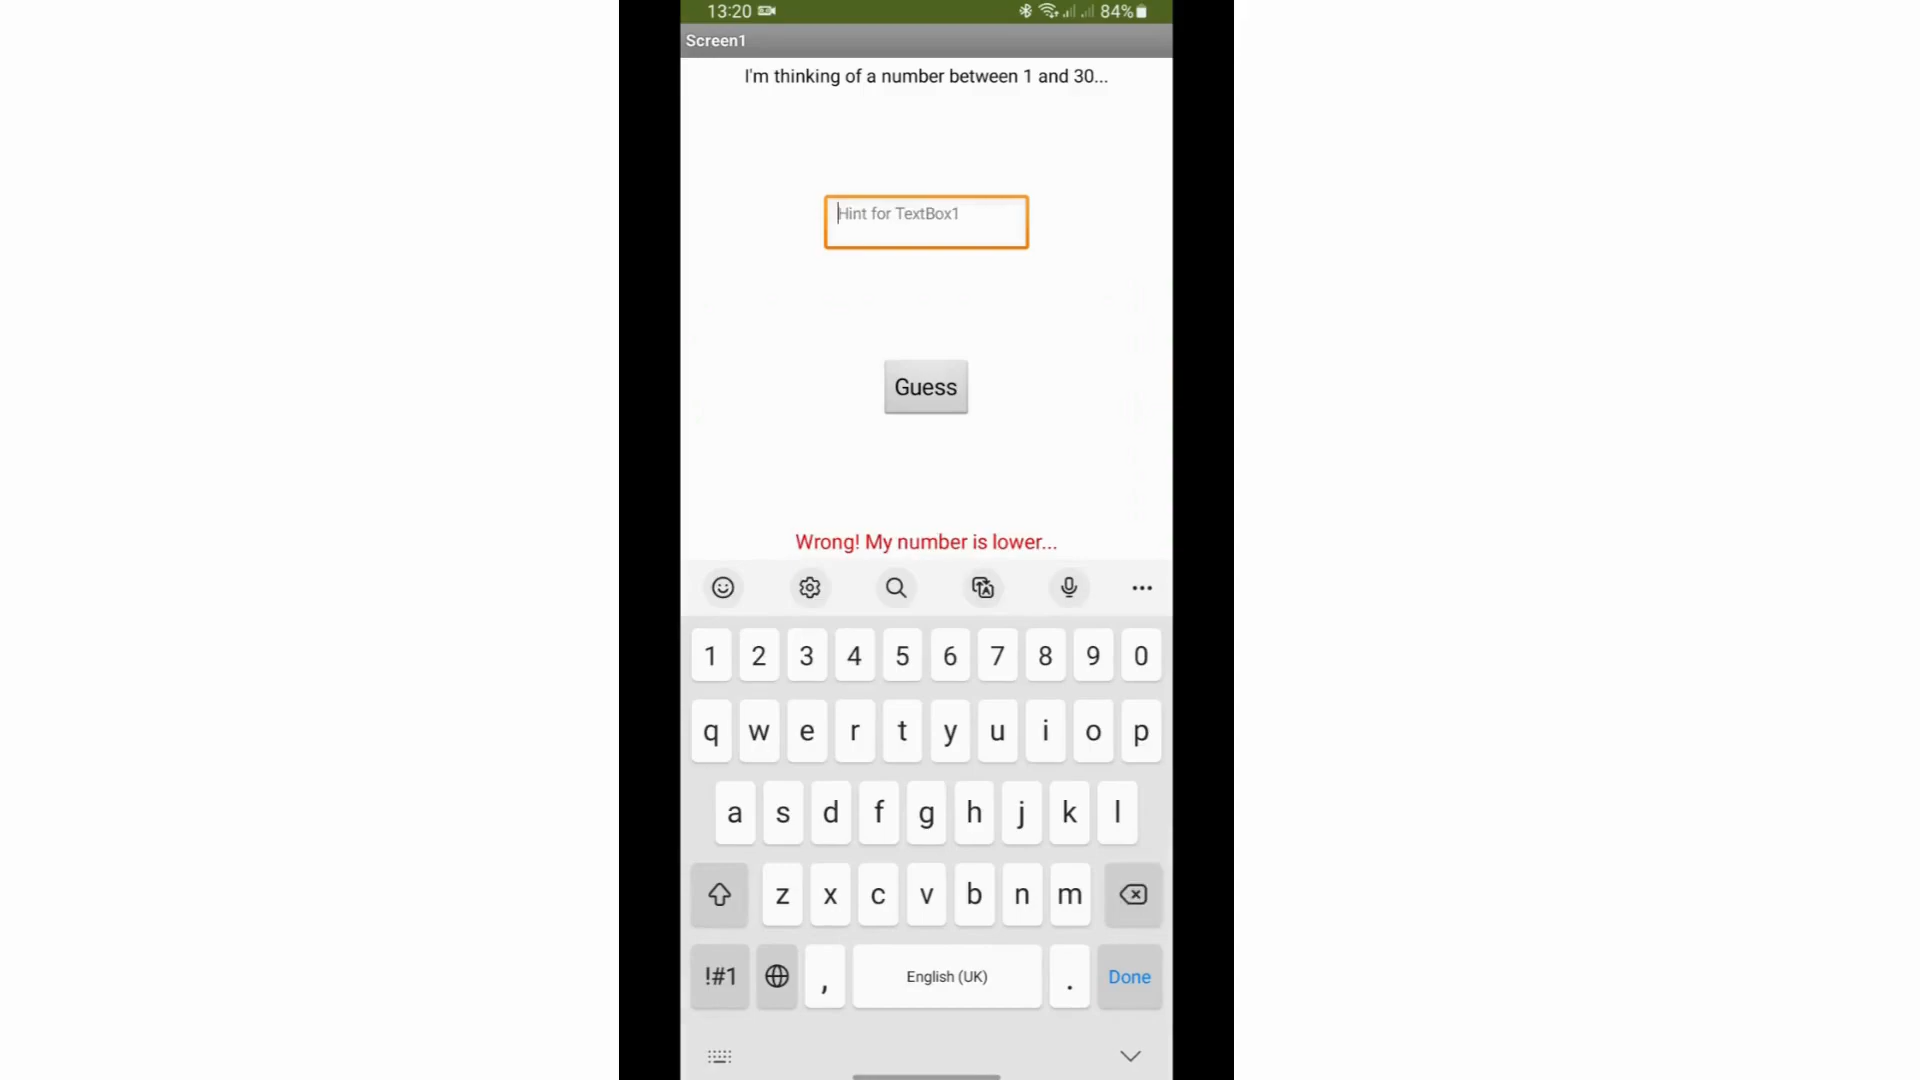 13:20 84%
Screen1
I'm thinking of a number between 1 and 30...
Hint for TextBox1
Guess
Wrong! My number is lower...
1 2 3 4 5 6 7 8 9 0
q w e r t y u i o p
a s d f g h j k l
z x c v b n m
!#1 , English (UK) . Done